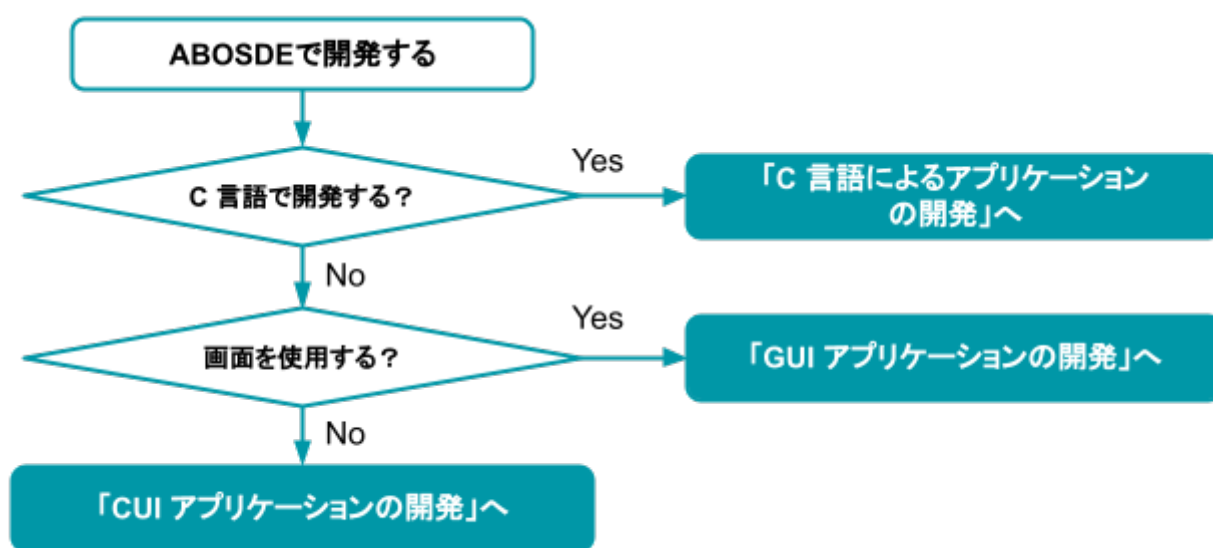 ABOSDEで開発する
C 言語で開発する?
Yes
「C 言語によるアプリケーション
の開発」へ
No
画面を使用する?
Yes
「GUI アプリケーションの開発」へ
No
「CUI アプリケーションの開発」へ